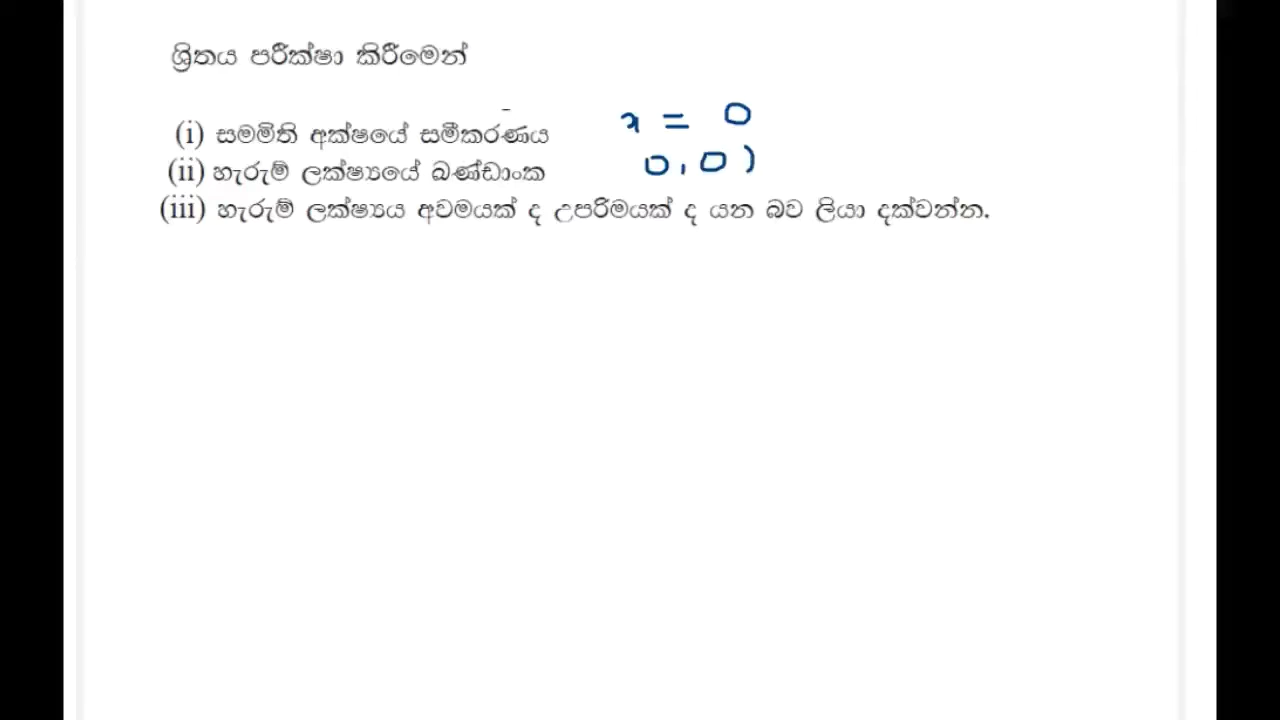 ශ්‍රිතය පරීක්ෂා කිරීමෙන්
(i) සමමිති අක්ෂයේ සමීකරණය x = 0
(ii) හැරුම් ලක්ෂ්‍යයේ ඛණ්ඩාංක 0,0)
(iii) හැරුම් ලක්ෂ්‍යය අවමයක් ද උපරිමයක් ද යන බව ලියා දක්වන්න.